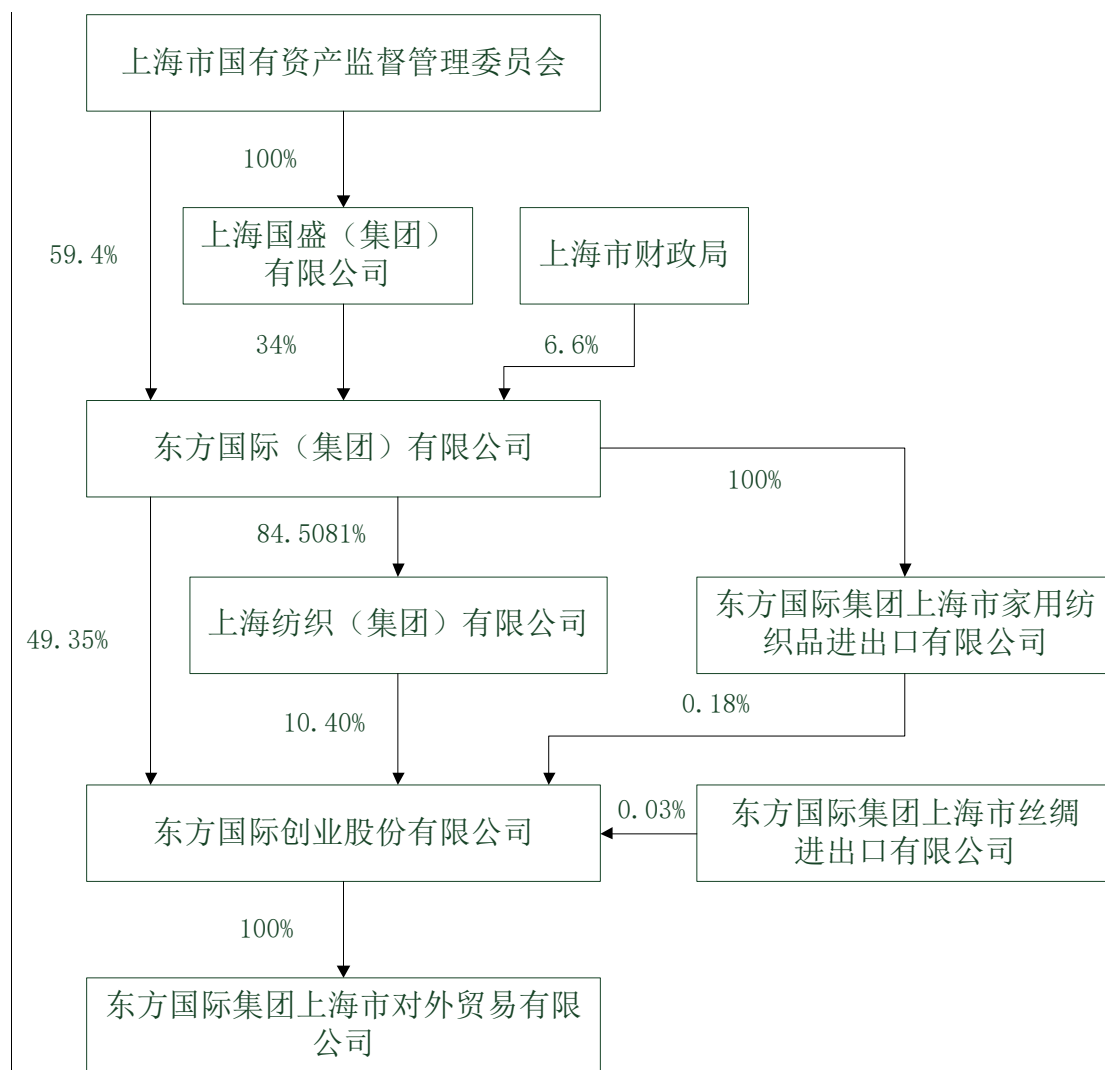 上海市国有资产监督管理委员会
100%
59.4%
上海国盛（集团）
有限公司
上海市财政局
34%
6.6%
东方国际（集团）有限公司
100%
84.5081%
49.35%
上海纺织（集团）有限公司
东方国际集团上海市家用纺
织品进出口有限公司
10.40%
0.18%
东方国际创业股份有限公司
0.03%
东方国际集团上海市丝绸
进出口有限公司
100%
东方国际集团上海市对外贸易有限
公司